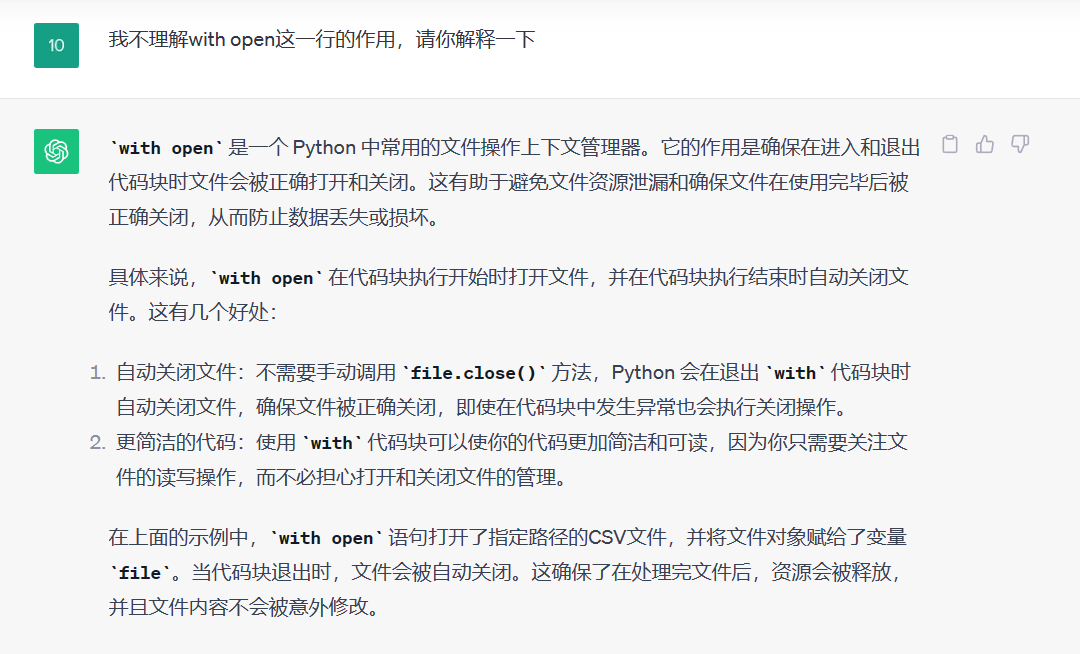 10
我不理解with open这一行的作用，请你解释一下
`with open` 是一个 Python 中常用的文件操作上下文管理器。它的作用是确保在进入和退出
代码块时文件会被正确打开和关闭。这有助于避免文件资源泄漏和确保文件在使用完毕后被
正确关闭，从而防止数据丢失或损坏。
具体来说，`with open` 在代码块执行开始时打开文件，并在代码块执行结束时自动关闭文
件。这有几个好处：
1. 自动关闭文件：不需要手动调用 `file.close()` 方法，Python 会在退出 `with` 代码块时
自动关闭文件，确保文件被正确关闭，即使在代码块中发生异常也会执行关闭操作。
2. 更简洁的代码：使用 `with` 代码块可以使你的代码更加简洁和可读，因为你只需要关注文
件的读写操作，而不必担心打开和关闭文件的管理。
在上面的示例中，`with open` 语句打开了指定路径的CSV文件，并将文件对象赋给了变量
`file`。当代码块退出时，文件会被自动关闭。这确保了在处理完文件后，资源会被释放，
并且文件内容不会被意外修改。